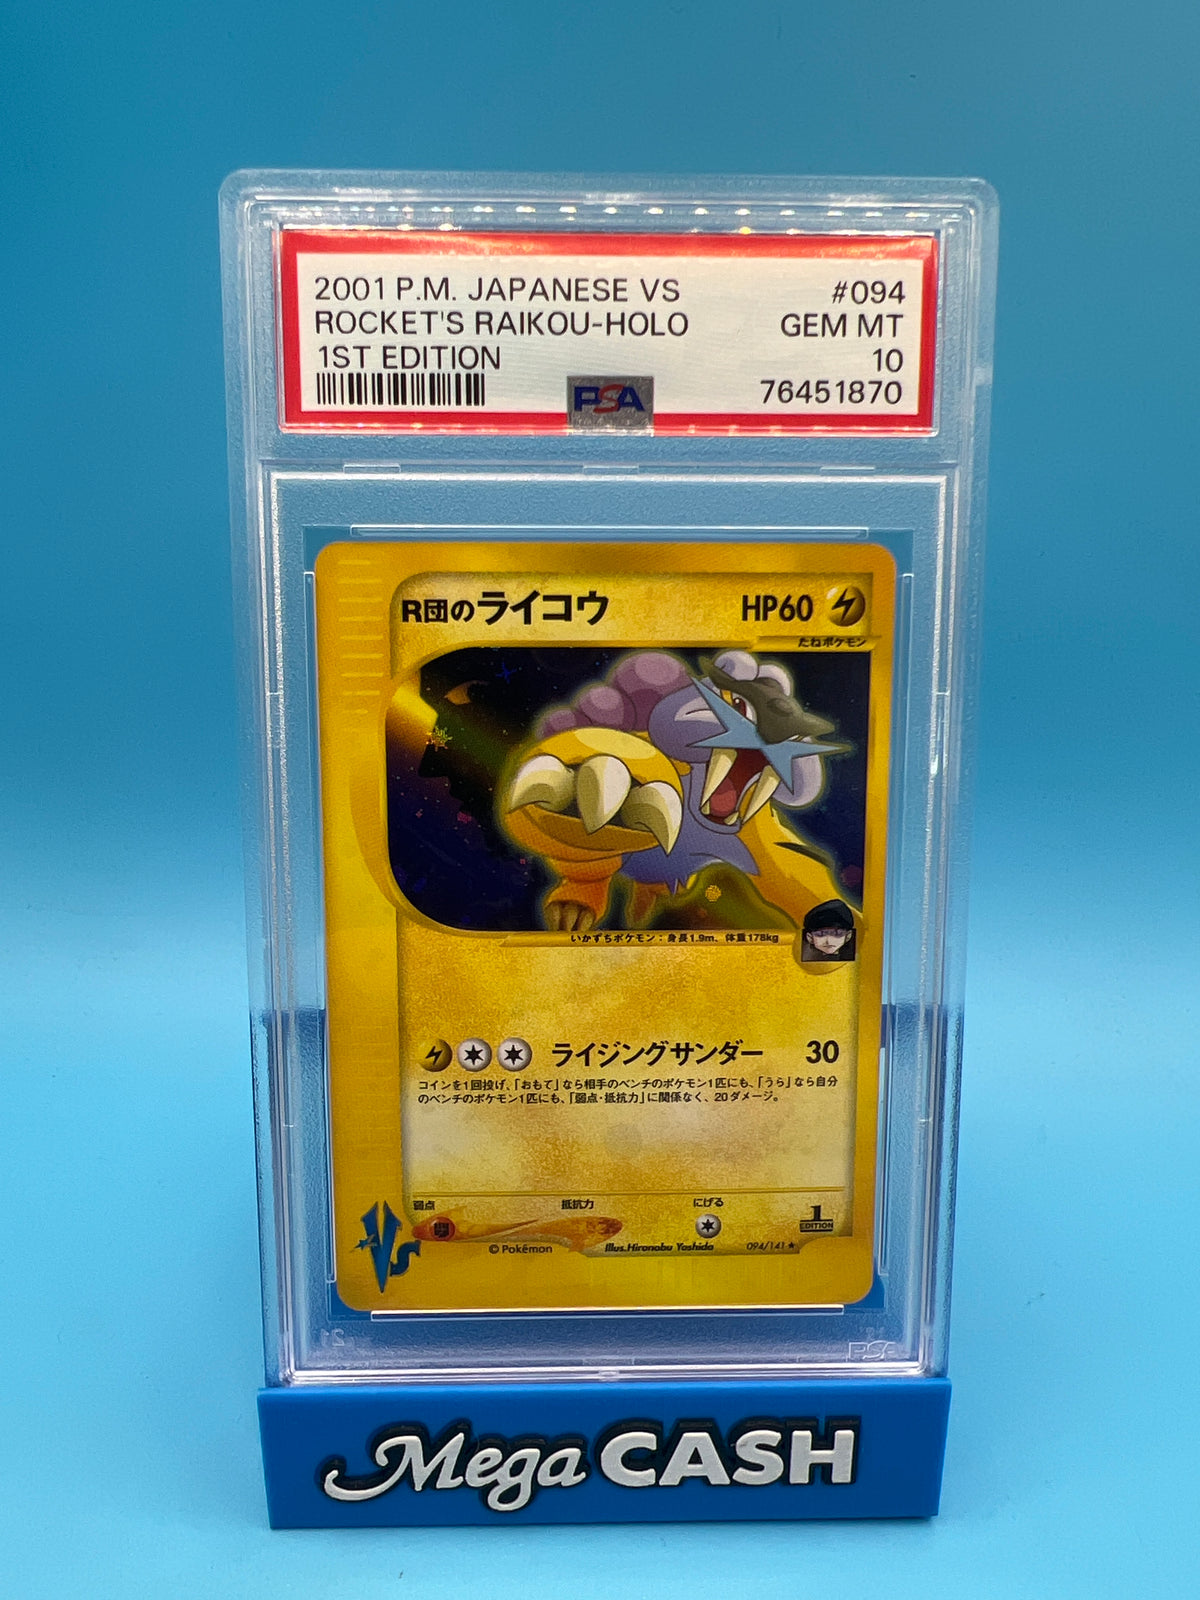 2001 P.M. JAPANESE VS #094
ROCKET'S RAIKOU-HOLO GEM MT
1ST EDITION 10
76451870
PSA
R団のライコウ HP60
たねポケモン
いかずちポケモン：身長1.9m、体重178kg
ライジングサンダー 30
コインを1回投げ、「おもて」なら相手のベンチのポケモン1匹にも、「うら」なら自分
のベンチのポケモン1匹にも、「弱点・抵抗力」に関係なく、20ダメージ。
弱点 抵抗力 にげる
1
EDITION
VS
©Pokémon Illus.Hironobu Yoshida 094/141★
PSA
Mega CASH